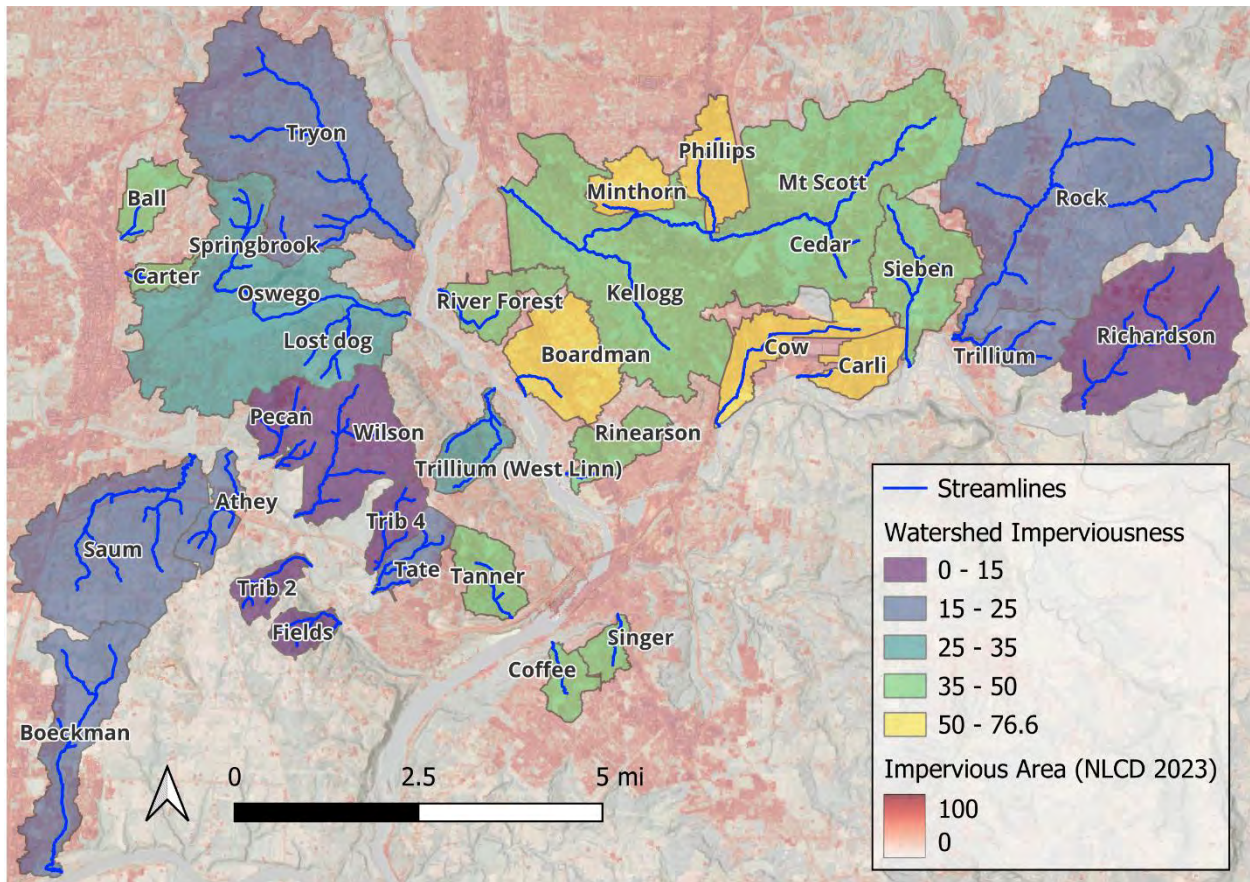 Tryon
Phillips
Ball
Minthorn
Mt Scott
Rock
Springbrook
Cedar
Carter
Sieben
Oswego
River Forest
Kellogg
Lost dog
Boardman
Cow
Carli
Trillium
Richardson
Pecan
Wilson
Rinearson
Trillium (West Linn)
Athey
Trib 4
Saum
Tate
Tanner
Trib 2
Fields
Singer
Coffee
Boeckman
0 2.5 5 mi
Streamlines
Watershed Imperviousness
0 - 15
15 - 25
25 - 35
35 - 50
50 - 76.6
Impervious Area (NLCD 2023)
100
0